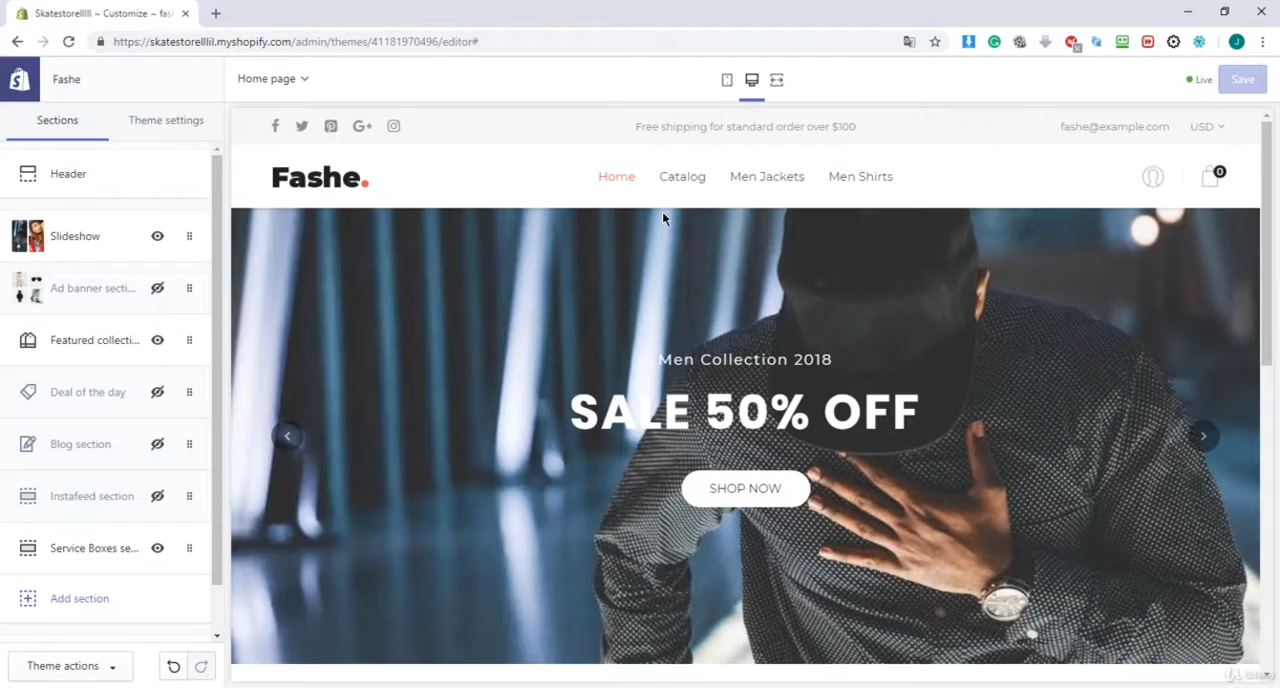 Skatestorelllil ~ Customize ~ fas
https://skatestorelllil.myshopify.com/admin/themes/41181970496/editor#
J
Fashe
Home page
Live
Save
Sections
Theme settings
Header
Slideshow
Ad banner secti...
Featured collecti...
Deal of the day
Blog section
Instafeed section
Service Boxes se...
Add section
Theme actions
Free shipping for standard order over $100
fashe@example.com
USD
Fashe.
Home
Catalog
Men Jackets
Men Shirts
0
Men Collection 2018
SALE 50% OFF
SHOP NOW